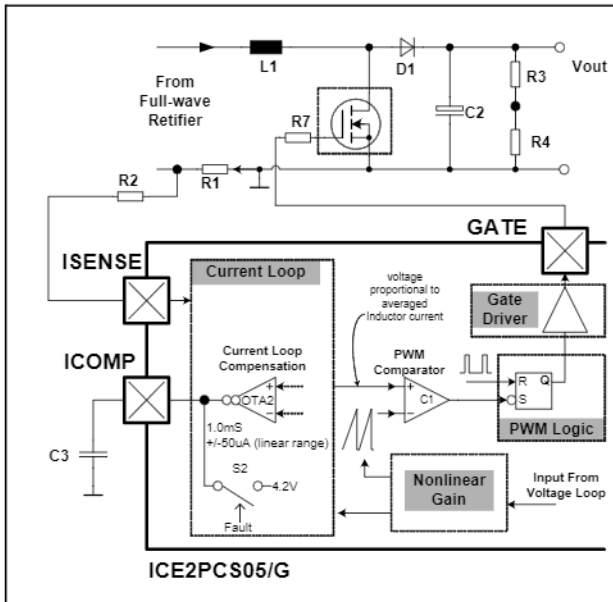 L1
D1
From
Full-wave
Retifier
R7
C2
R3
Vout
R4
R2
R1
GATE
ISENSE
Current Loop
voltage
proportional to
averaged
Inductor current
Gate
Driver
ICOMP
Current Loop
Compensation
PWM
Comparator
+
-
OTA2
+
-
C1
R
S
Q
PWM Logic
1.0mS
+/-50uA (linear range)
C3
S2
4.2V
Fault
Nonlinear
Gain
Input From
Voltage Loop
ICE2PCS05/G